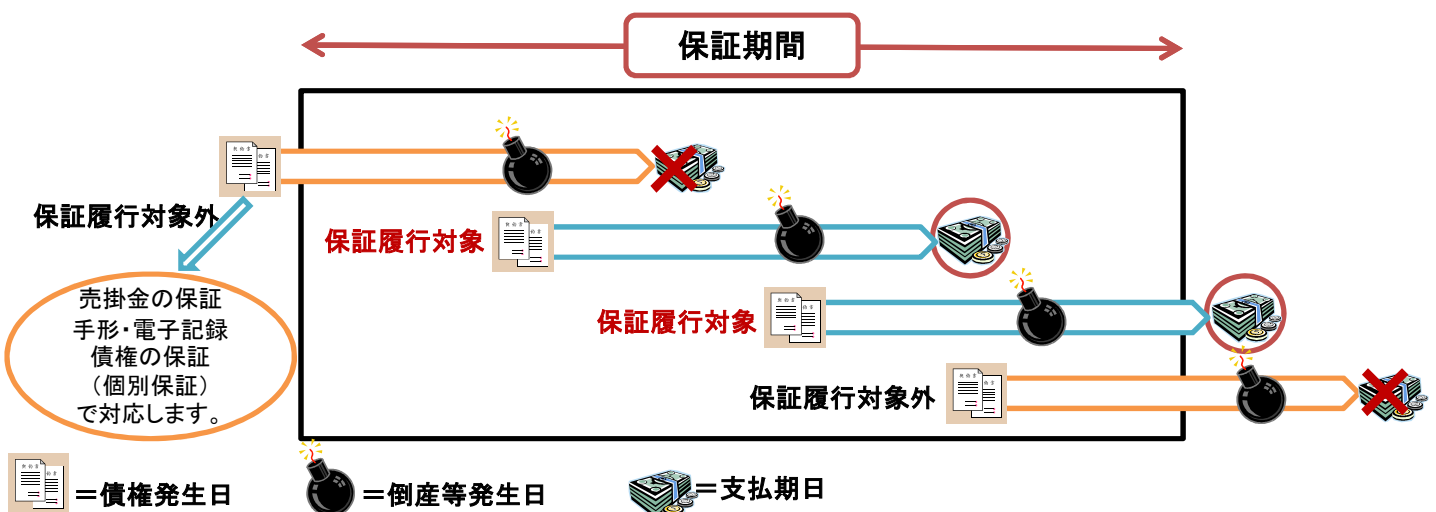 保証期間
保証履行対象外
保証履行対象
保証履行対象
保証履行対象外
売掛金の保証
手形・電子記録
債権の保証
（個別保証）
で対応します。
＝債権発生日
＝倒産等発生日
＝支払期日